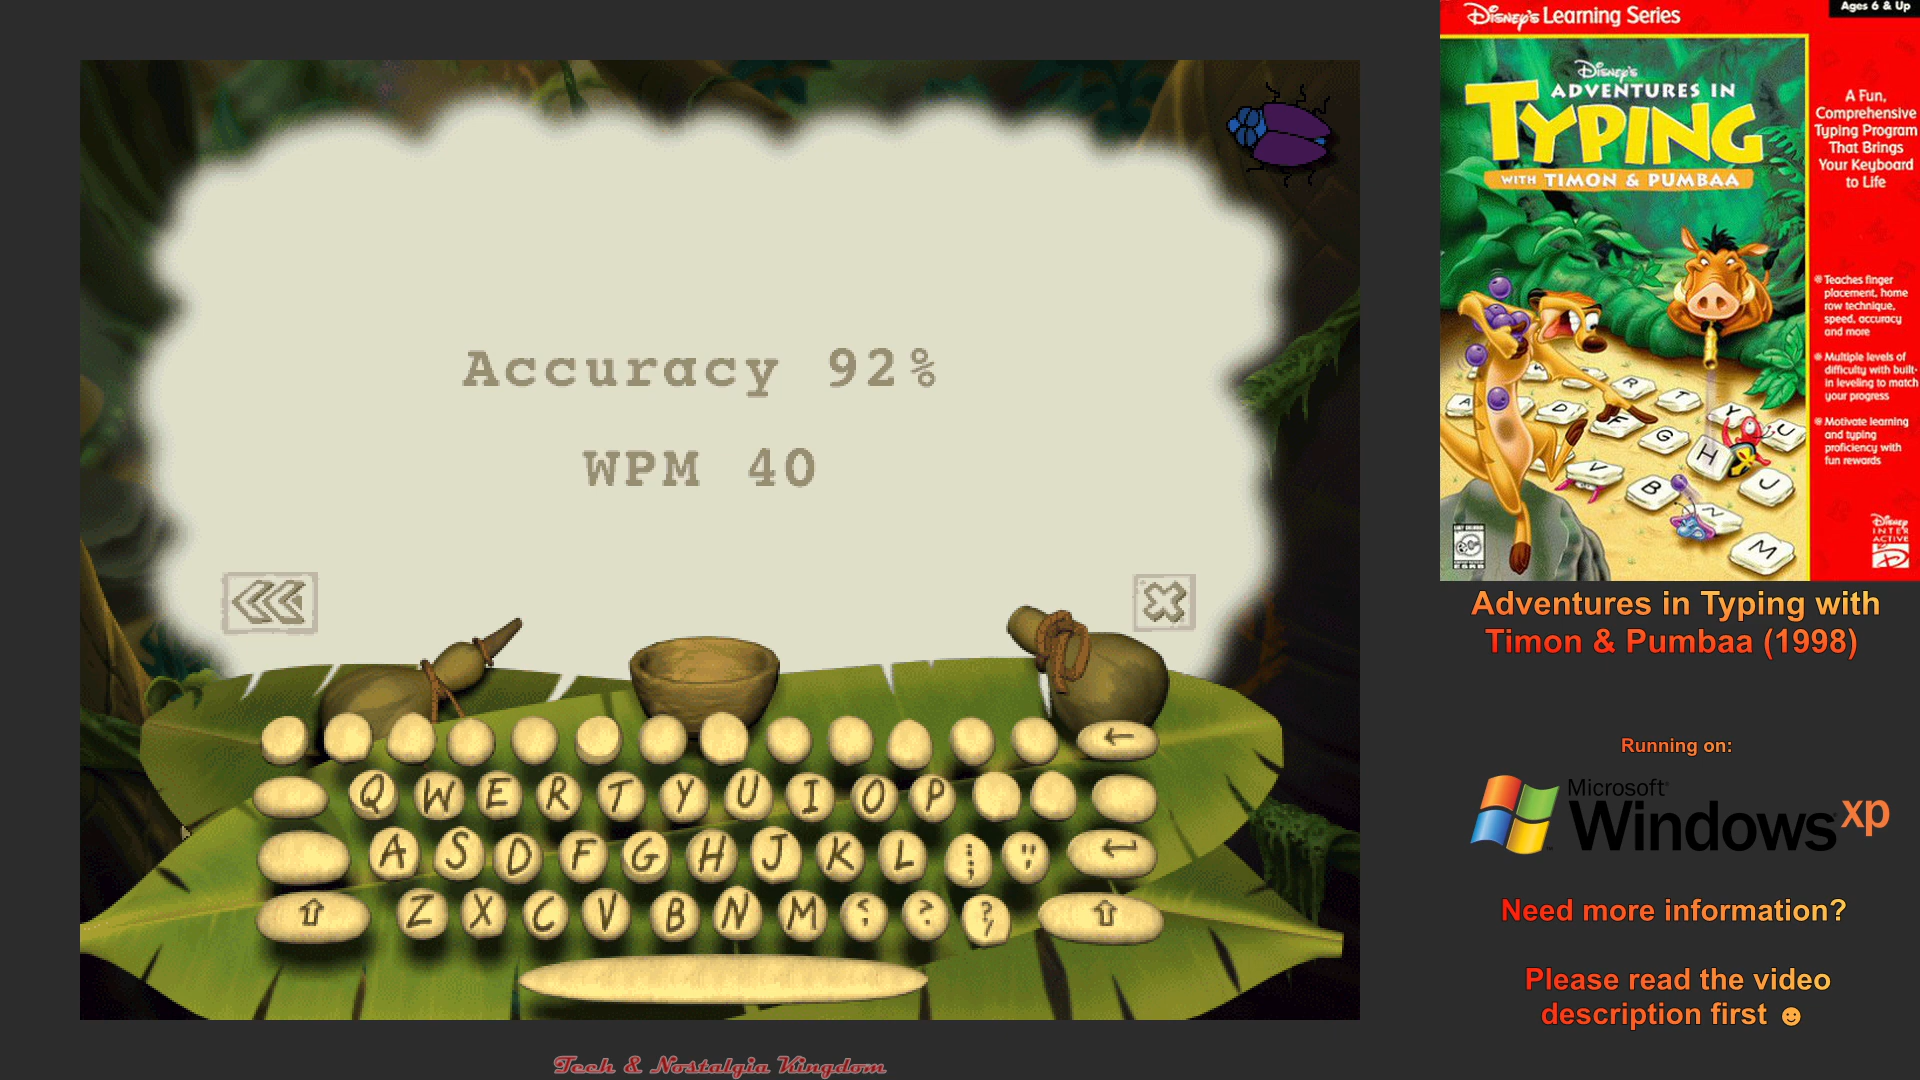 Accuracy 92%
WPM 40
←
Q W E R T Y U I O P
A S D F G H J K L : ; " '
Z X C V B N M < ,
Disney's Learning Series
Ages 6 & Up
Disney's
ADVENTURES IN
TYPING
WITH TIMON & PUMBAA
A Fun,
Comprehensive
Typing Program
That Brings
Your Keyboard
to Life
Teaches finger
placement, home
row technique,
speed, accuracy
and more
Multiple levels of
difficulty with built-
in leveling to match
your progress
Motivate learning
and typing
proficiency with
fun rewards
R T Y U
A D F G H J
V B N M
Disney
INTER
ACTIVE
Adventures in Typing with
Timon & Pumbaa (1998)
Running on:
Microsoft®
Windows xp
Need more information?
Please read the video
description first ☻
Tech & Nostalgia Kingdom